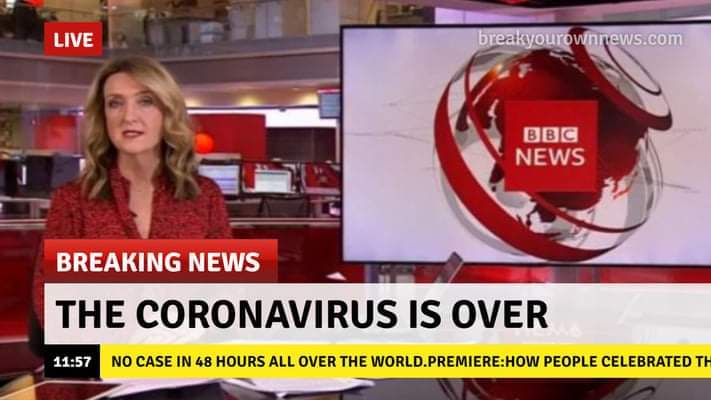 LIVE
breakyourownnews.com
BBC
NEWS
BREAKING NEWS
THE CORONAVIRUS IS OVER
11:57
NO CASE IN 48 HOURS ALL OVER THE WORLD.PREMIERE:HOW PEOPLE CELEBRATED TH